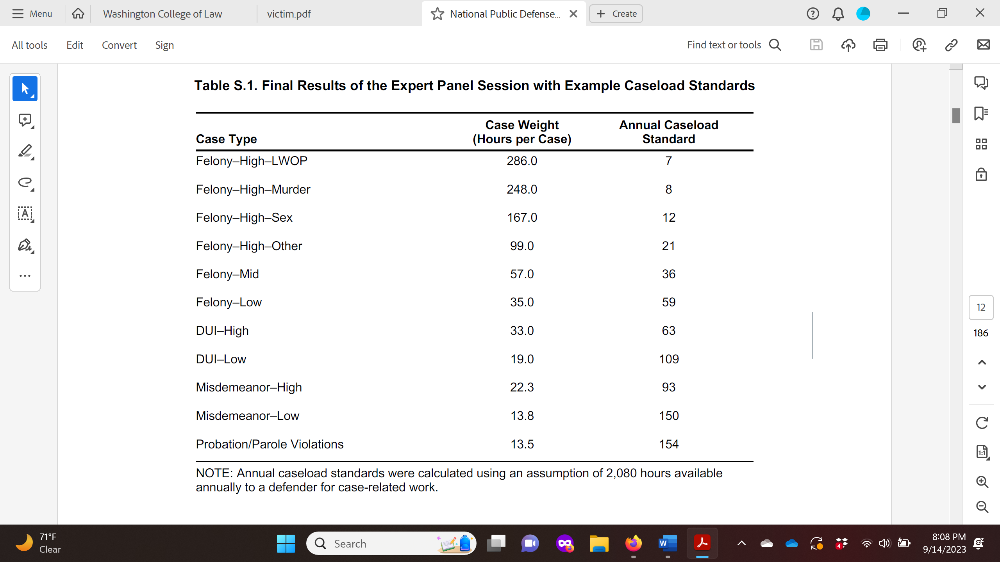 Menu
Washington College of Law
victim.pdf
National Public Defense...
Create
All tools
Edit
Convert
Sign
Find text or tools
Table S.1. Final Results of the Expert Panel Session with Example Caseload Standards
Case Type Case Weight (Hours per Case) Annual Caseload Standard
Felony–High–LWOP 286.0 7
Felony–High–Murder 248.0 8
Felony–High–Sex 167.0 12
Felony–High–Other 99.0 21
Felony–Mid 57.0 36
Felony–Low 35.0 59
DUI–High 33.0 63
DUI–Low 19.0 109
Misdemeanor–High 22.3 93
Misdemeanor–Low 13.8 150
Probation/Parole Violations 13.5 154
NOTE: Annual caseload standards were calculated using an assumption of 2,080 hours available
annually to a defender for case-related work.
12
186
1:1
71°F
Clear
Search
4
8:08 PM
9/14/2023